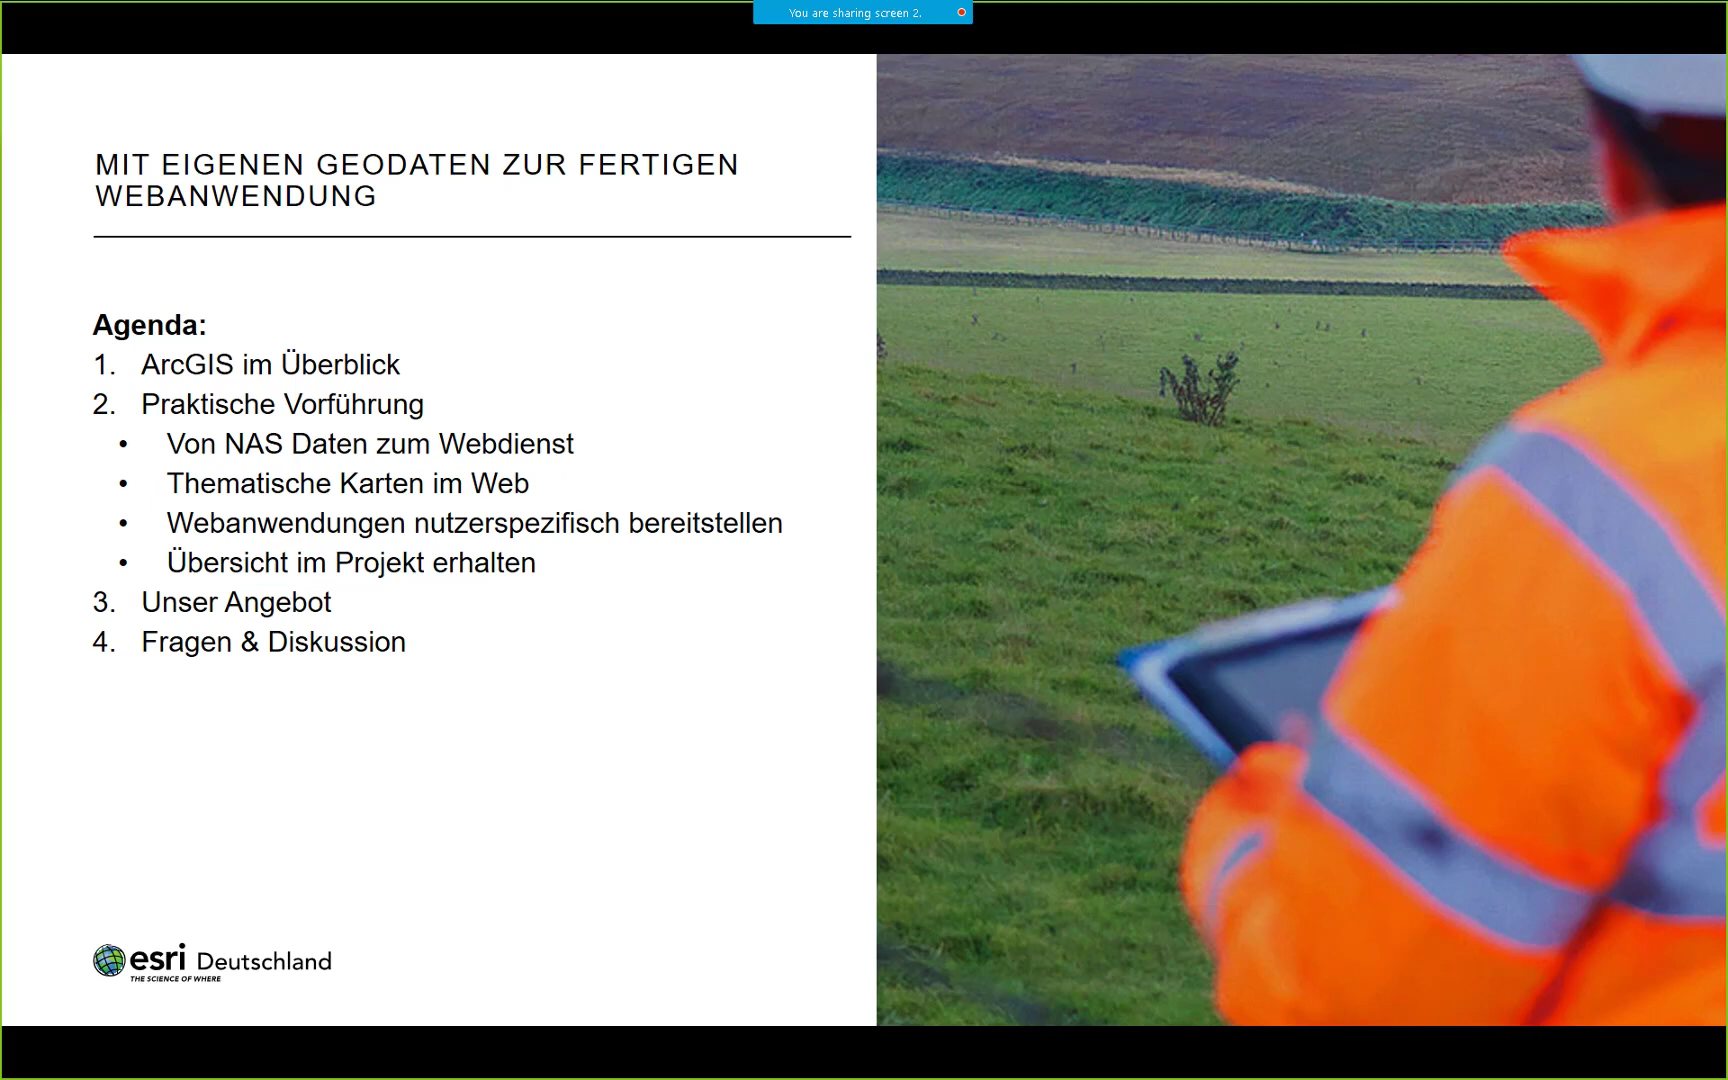 You are sharing screen 2.
MIT EIGENEN GEODATEN ZUR FERTIGEN
WEBANWENDUNG
Agenda:
1. ArcGIS im Überblick
2. Praktische Vorführung
• Von NAS Daten zum Webdienst
• Thematische Karten im Web
• Webanwendungen nutzerspezifisch bereitstellen
• Übersicht im Projekt erhalten
3. Unser Angebot
4. Fragen & Diskussion
esri Deutschland
THE SCIENCE OF WHERE